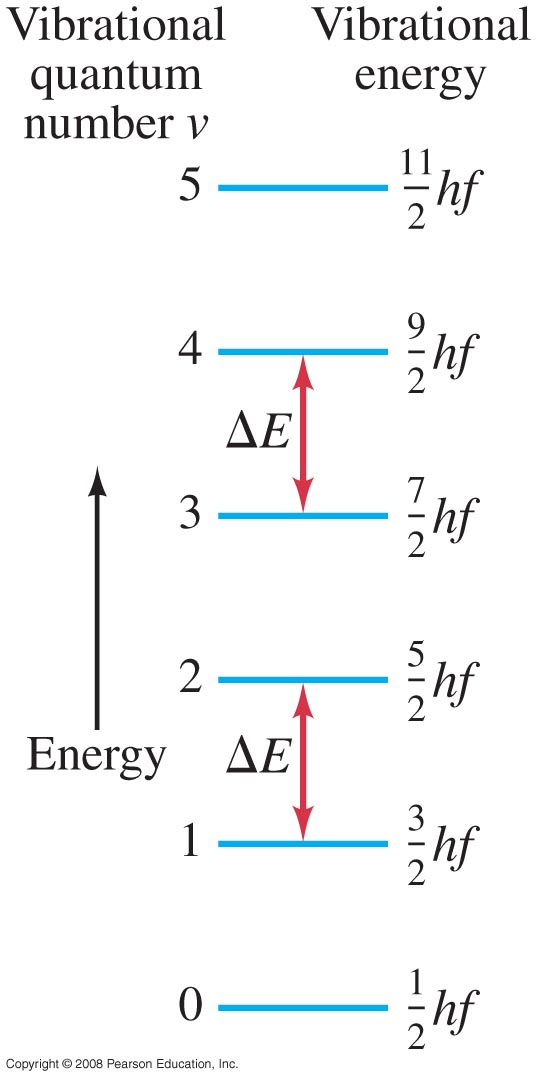 Vibrational
quantum
number v
Vibrational
energy
5 11/2 hf
4 9/2 hf
ΔE
3 7/2 hf
2 5/2 hf
Energy
ΔE
1 3/2 hf
0 1/2 hf
Copyright © 2008 Pearson Education, Inc.